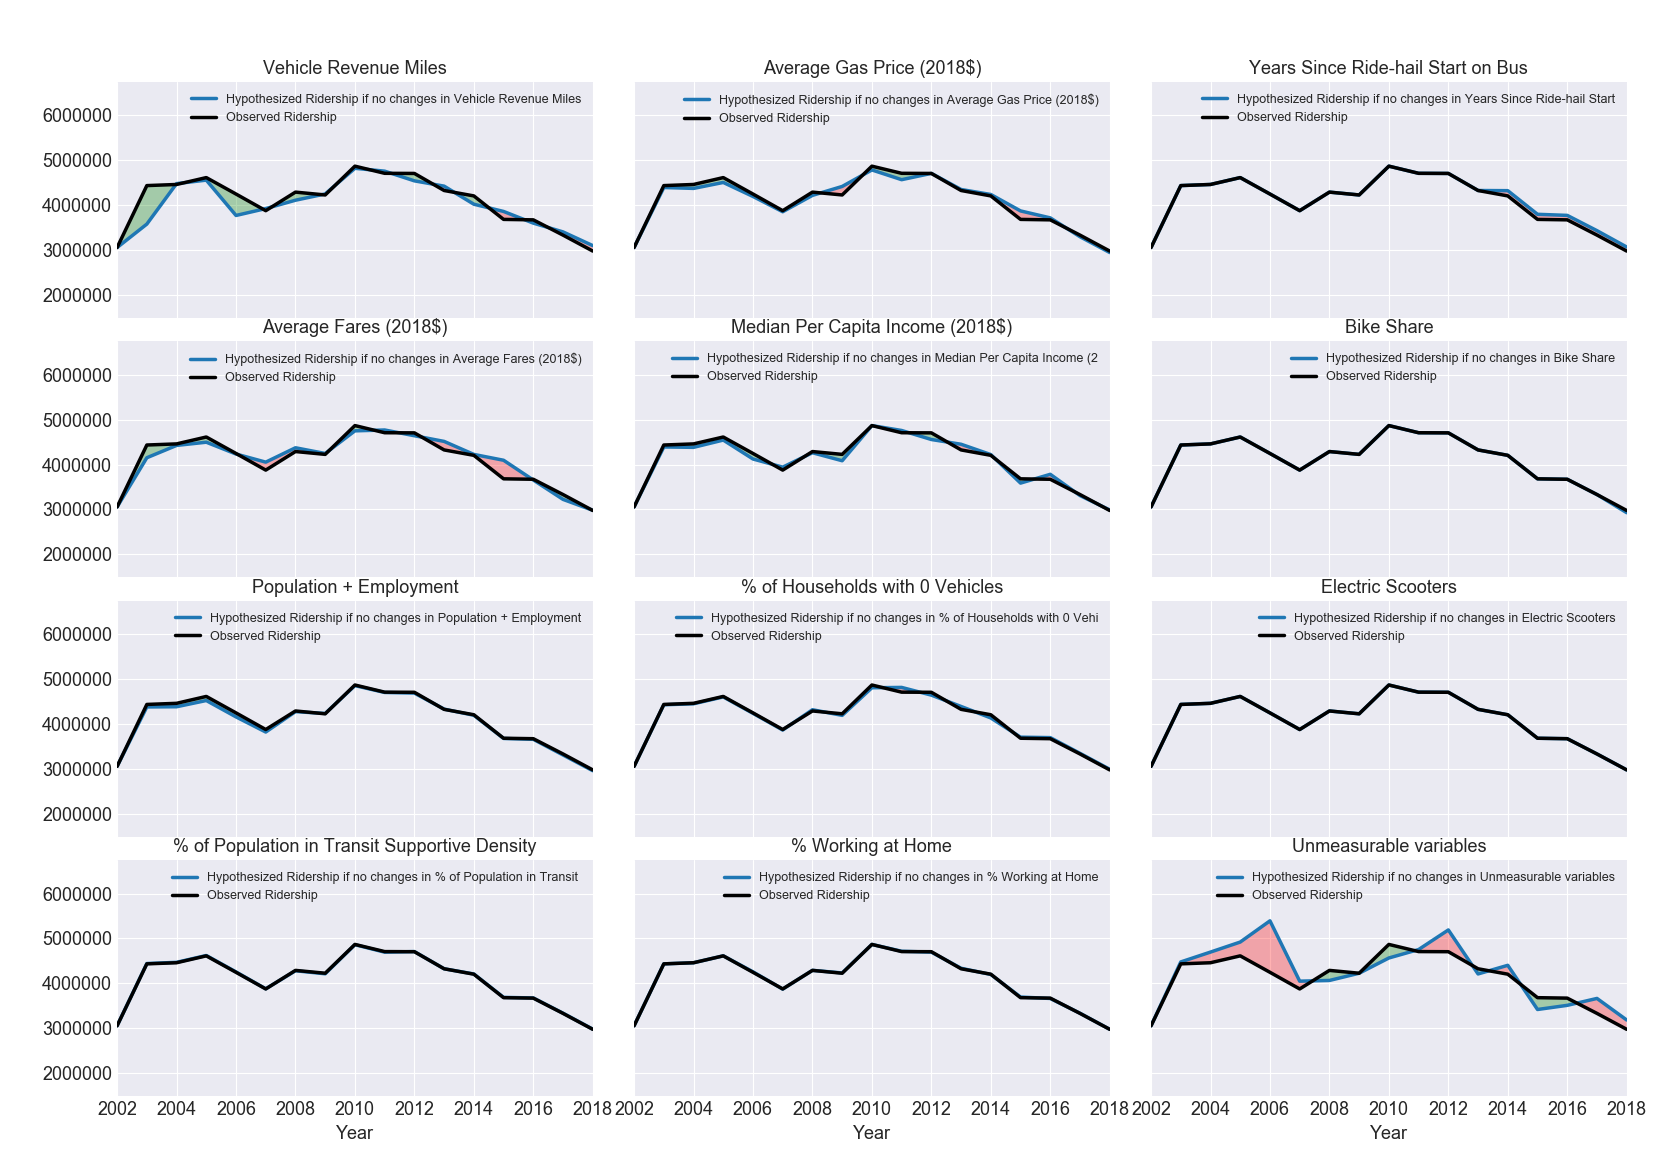 Vehicle Revenue Miles
Hypothesized Ridership if no changes in Vehicle Revenue Miles
Observed Ridership
6000000
5000000
4000000
3000000
2000000
Average Gas Price (2018$)
Hypothesized Ridership if no changes in Average Gas Price (2018$)
Observed Ridership
Years Since Ride-hail Start on Bus
Hypothesized Ridership if no changes in Years Since Ride-hail Start
Observed Ridership
Average Fares (2018$)
Hypothesized Ridership if no changes in Average Fares (2018$)
Observed Ridership
6000000
5000000
4000000
3000000
2000000
Median Per Capita Income (2018$)
Hypothesized Ridership if no changes in Median Per Capita Income (2
Observed Ridership
Bike Share
Hypothesized Ridership if no changes in Bike Share
Observed Ridership
Population + Employment
Hypothesized Ridership if no changes in Population + Employment
Observed Ridership
6000000
5000000
4000000
3000000
2000000
% of Households with 0 Vehicles
Hypothesized Ridership if no changes in % of Households with 0 Vehi
Observed Ridership
Electric Scooters
Hypothesized Ridership if no changes in Electric Scooters
Observed Ridership
% of Population in Transit Supportive Density
Hypothesized Ridership if no changes in % of Population in Transit
Observed Ridership
6000000
5000000
4000000
3000000
2000000
2002 2004 2006 2008 2010 2012 2014 2016 2018
Year
% Working at Home
Hypothesized Ridership if no changes in % Working at Home
Observed Ridership
2002 2004 2006 2008 2010 2012 2014 2016 2018
Year
Unmeasurable variables
Hypothesized Ridership if no changes in Unmeasurable variables
Observed Ridership
2002 2004 2006 2008 2010 2012 2014 2016 2018
Year